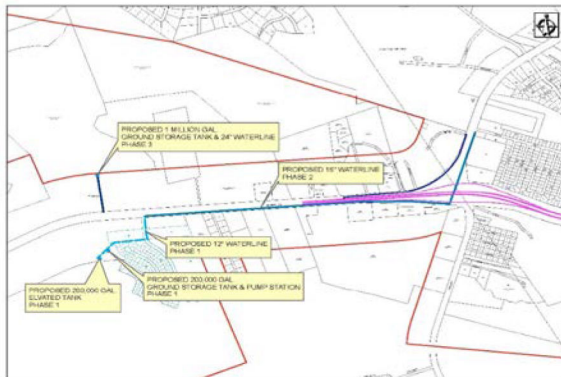 PROPOSED 1 MILLION GAL
GROUND STORAGE TANK & 24" WATERLINE
PHASE 3
PROPOSED 16" WATERLINE
PHASE 2
PROPOSED 12" WATERLINE
PHASE 1
PROPOSED 200,000 GAL
GROUND STORAGE TANK & PUMP STATION
PHASE 1
PROPOSED 200,000 GAL
ELVATED TANK
PHASE 1